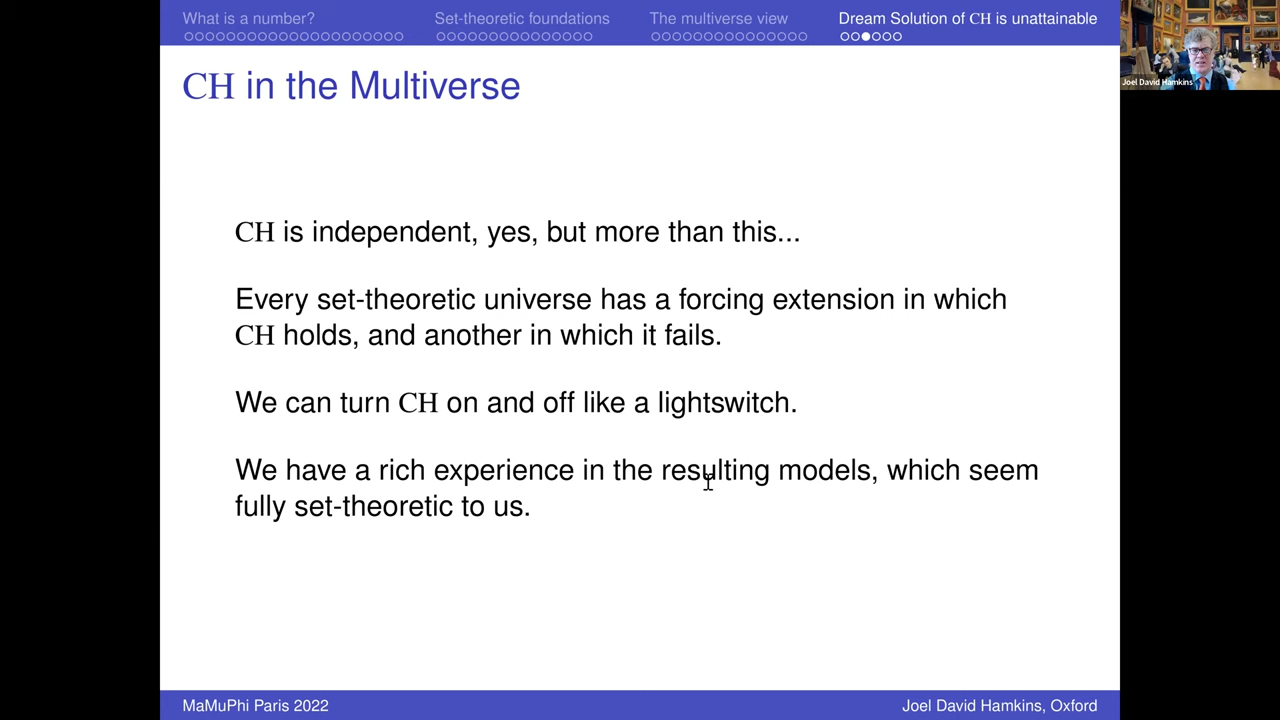 What is a number?
Set-theoretic foundations
The multiverse view
Dream Solution of CH is unattainable
Joel David Hamkins
CH in the Multiverse
CH is independent, yes, but more than this...
Every set-theoretic universe has a forcing extension in which
CH holds, and another in which it fails.
We can turn CH on and off like a lightswitch.
We have a rich experience in the resulting models, which seem
fully set-theoretic to us.
MaMuPhi Paris 2022
Joel David Hamkins, Oxford